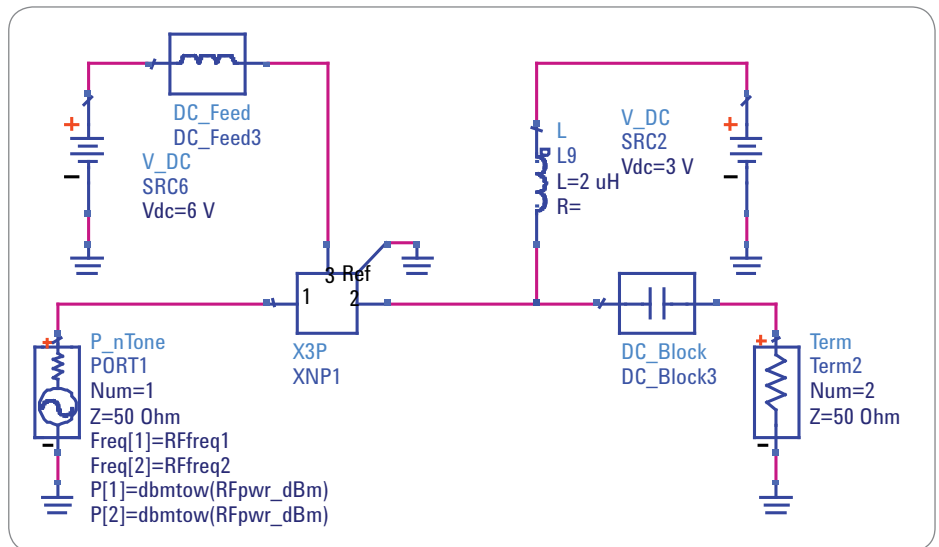 DC_Feed
DC_Feed3
+
V_DC
SRC6
Vdc=6 V
L
L9
L=2 uH
R=
V_DC
SRC2
Vdc=3 V
+
3 Ref
1
2
X3P
XNP1
DC_Block
DC_Block3
+
P_nTone
PORT1
Num=1
Z=50 Ohm
Freq[1]=RFfreq1
Freq[2]=RFfreq2
P[1]=dbmtow(RFpwr_dBm)
P[2]=dbmtow(RFpwr_dBm)
+
Term
Term2
Num=2
Z=50 Ohm